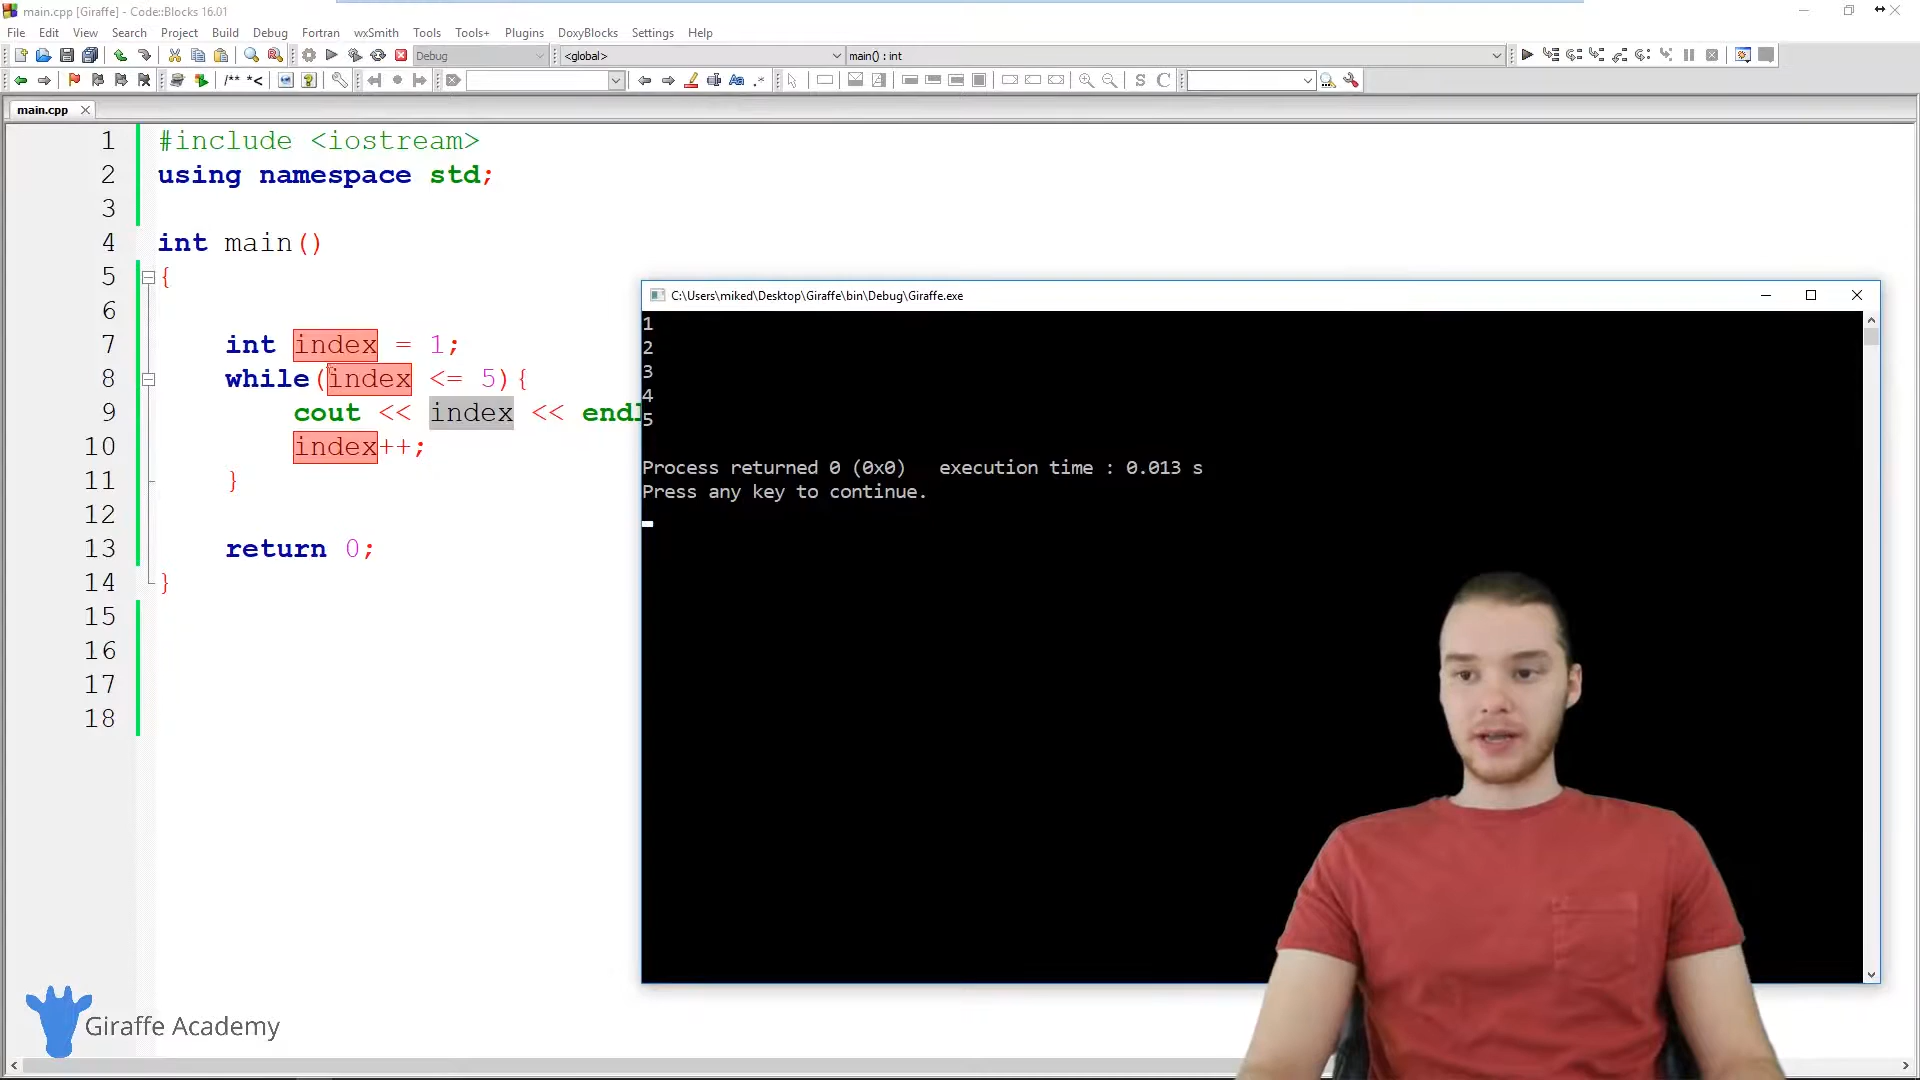 main.cpp [Giraffe] - Code::Blocks 16.01
File Edit View Search Project Build Debug Fortran wxSmith Tools Tools+ Plugins DoxyBlocks Settings Help
Debug <global> main() : int
/** *< Aa .* S C
main.cpp
1 #include <iostream>
2 using namespace std;
3
4 int main()
5 {
6
7 int index = 1;
8 while(index <= 5){
9 cout << index << endl
10 index++;
11 }
12
13 return 0;
14 }
15
16
17
18
C:\Users\miked\Desktop\Giraffe\bin\Debug\Giraffe.exe
1
2
3
4
5
Process returned 0 (0x0)   execution time : 0.013 s
Press any key to continue.
Giraffe Academy